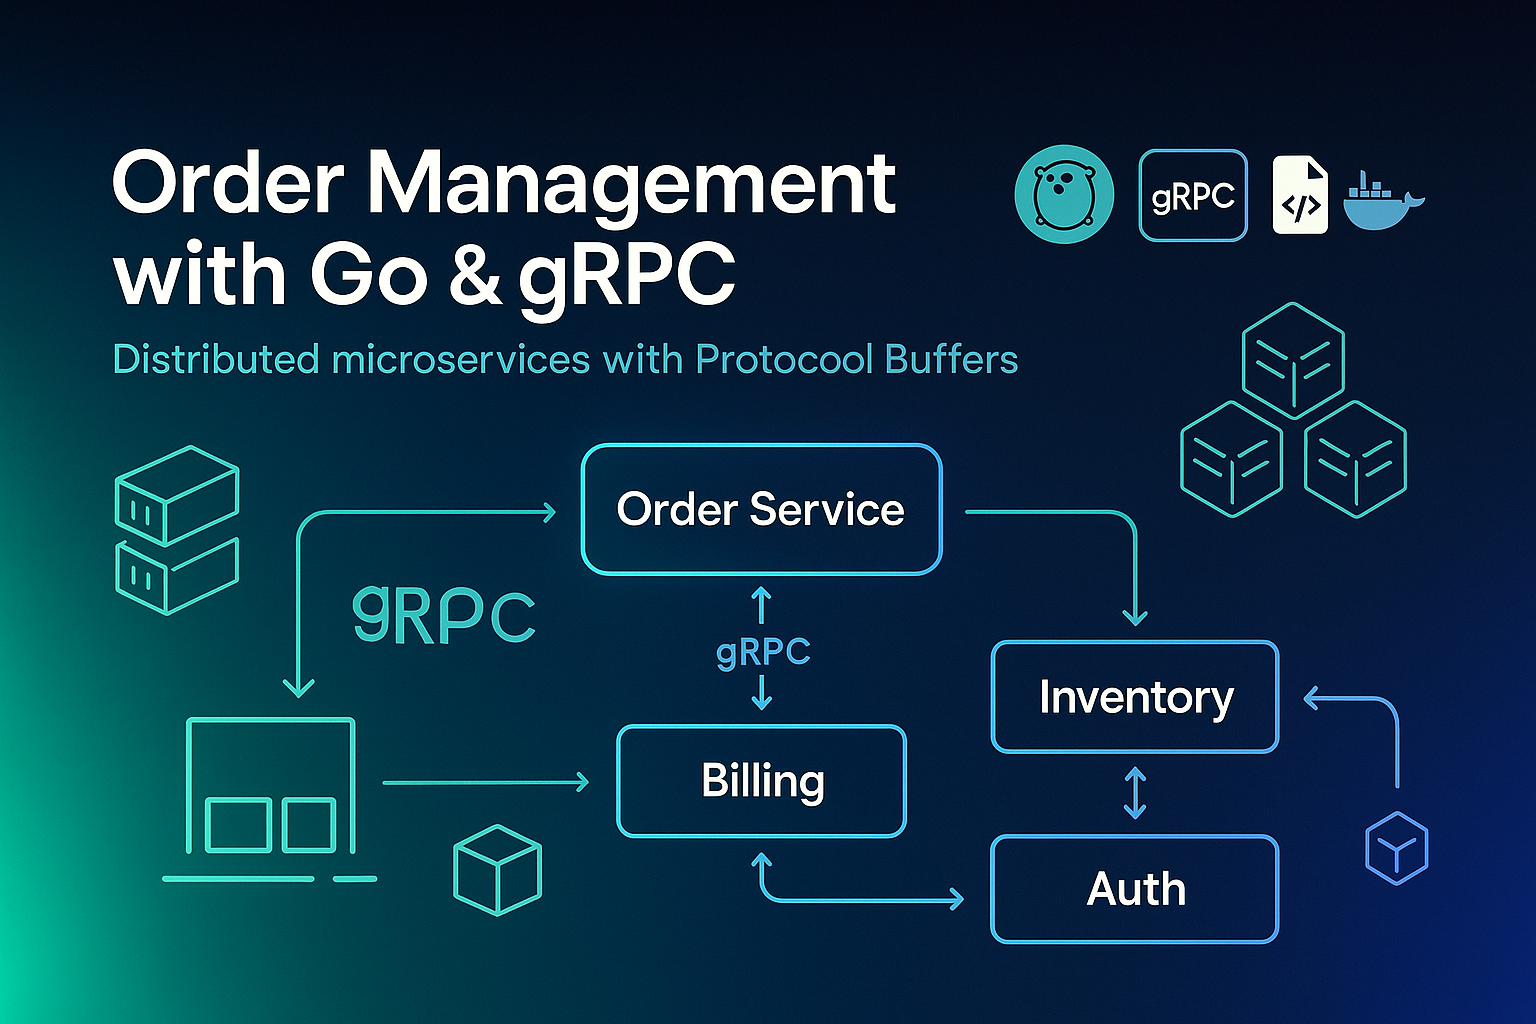 Order Management
with Go & gRPC
Distributed microservices with Protocool Buffers
gRPC
</>
Order Service
gRPC
gRPC
Inventory
Billing
Auth